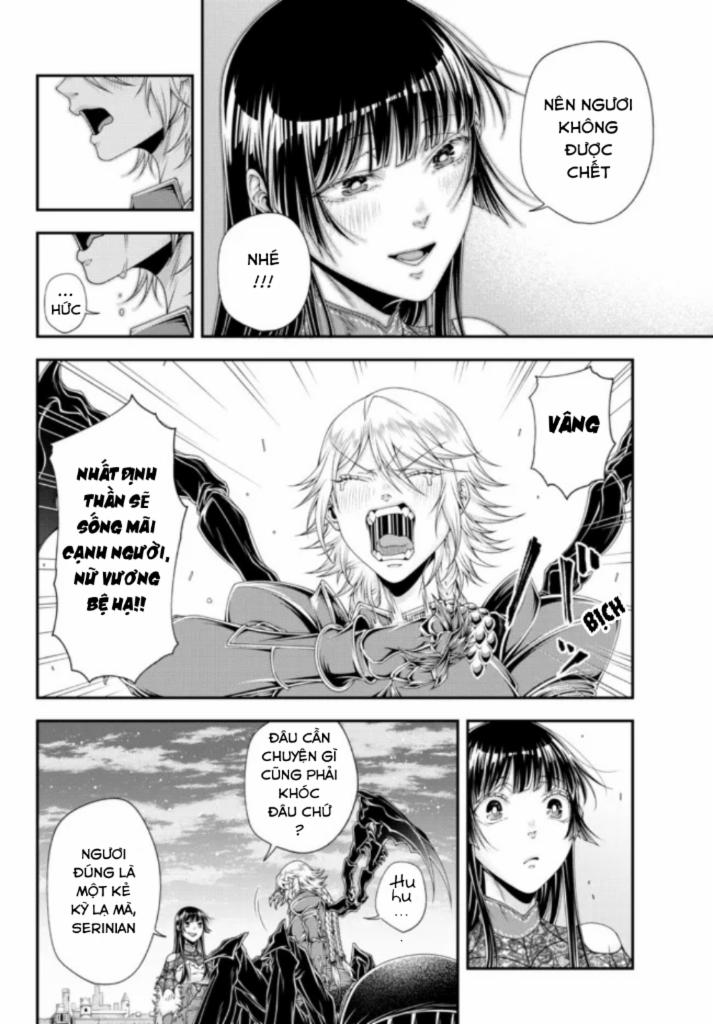 NÊN NGƯƠI
KHÔNG
ĐƯỢC
CHẾT
NHÉ
!!!
...
HỨC
VÂNG
NHẤT ĐỊNH
THẦN SẼ
SỐNG MÃI
CẠNH NGƯỜI,
NỮ VƯƠNG
BỆ HẠ!!
BỊCH
ĐÂU CẦN
CHUYỆN GÌ
CŨNG PHẢI
KHÓC
ĐÂU CHỨ
?
NGƯƠI
ĐÚNG LÀ
MỘT KẺ
KỲ LẠ MÀ,
SERINIAN
Hu
hu
...
.